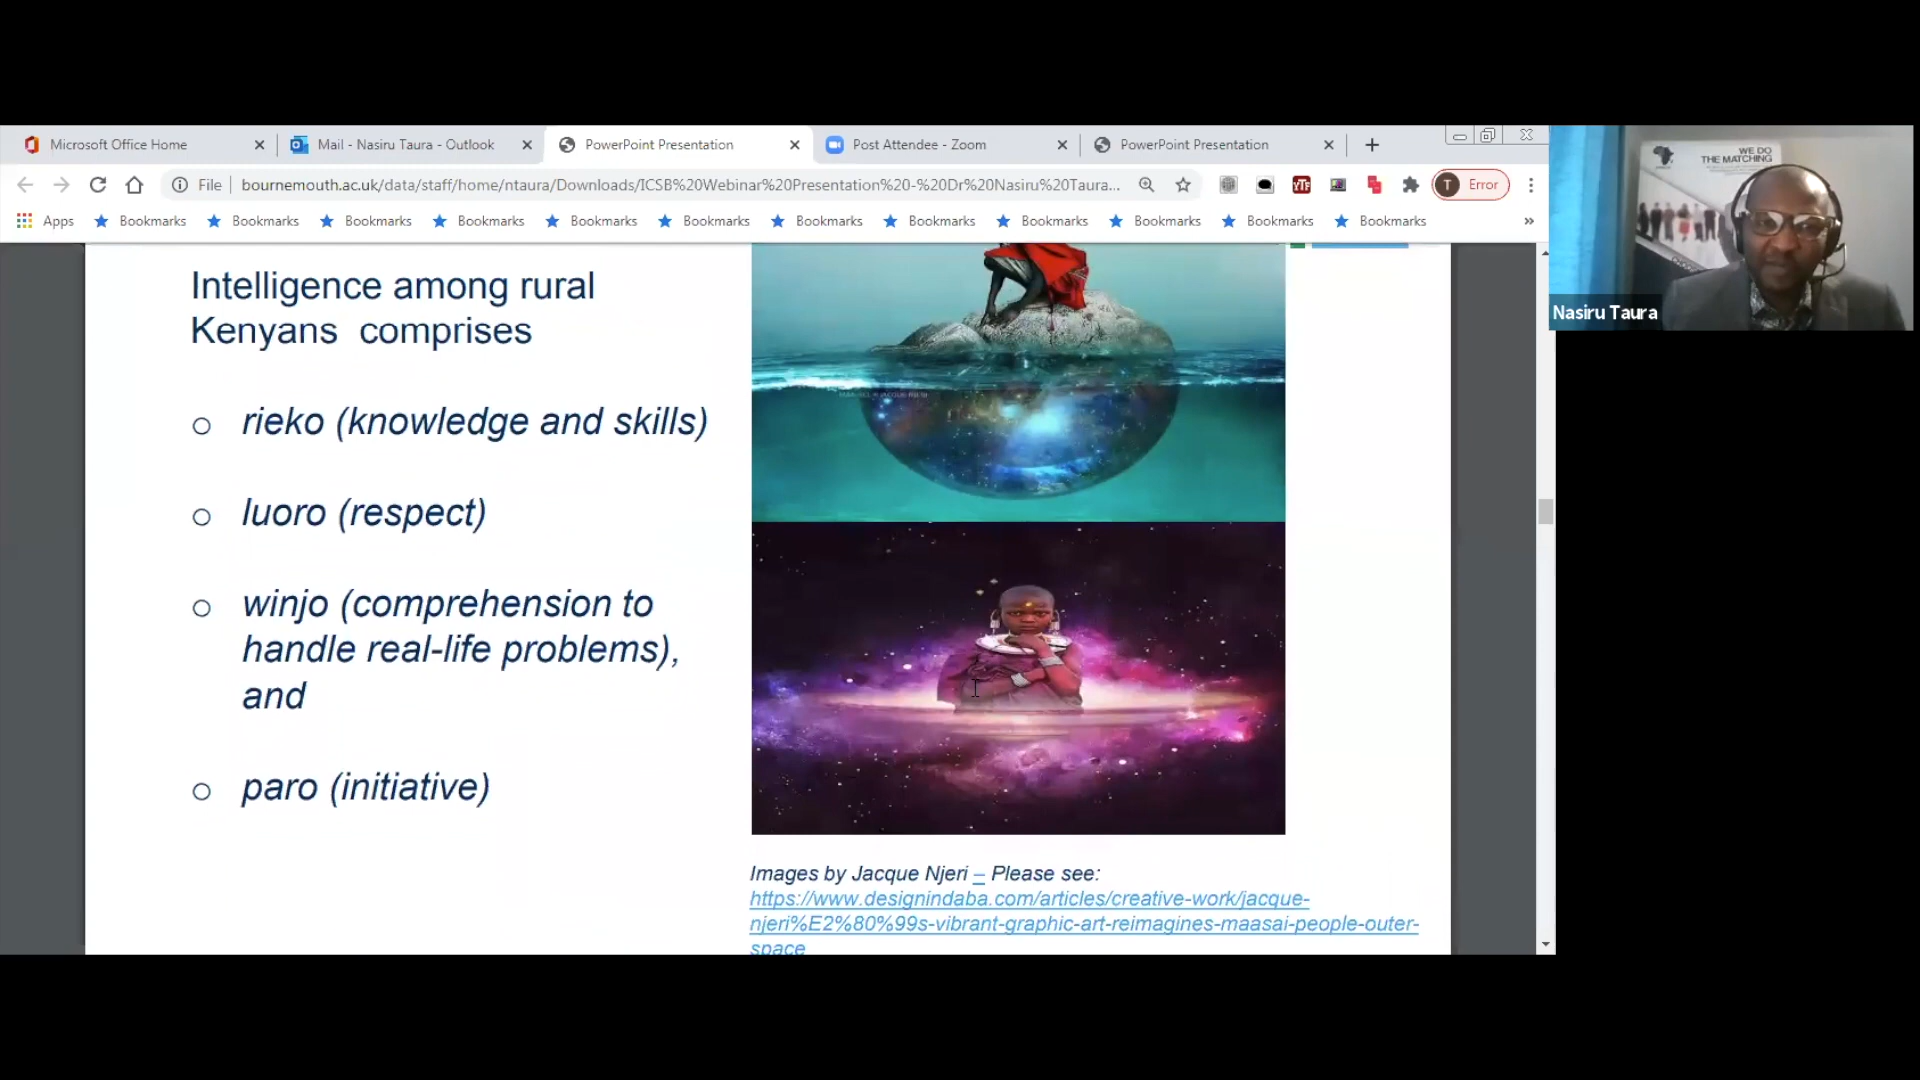 Microsoft Office Home
Mail - Nasiru Taura - Outlook
PowerPoint Presentation
Post Attendee - Zoom
PowerPoint Presentation
File
bournemouth.ac.uk/data/staff/home/ntaura/Downloads/ICSB%20Webinar%20Presentation%20-%20Dr%20Nasiru%20Taura...
YTF
T Error
Apps Bookmarks Bookmarks Bookmarks Bookmarks Bookmarks Bookmarks Bookmarks Bookmarks Bookmarks Bookmarks Bookmarks Bookmarks »
WE DO
THE MATCHING
Nasiru Taura
Intelligence among rural
Kenyans comprises
o rieko (knowledge and skills)
o luoro (respect)
o winjo (comprehension to
handle real-life problems),
and
o paro (initiative)
Images by Jacque Njeri – Please see:
https://www.designindaba.com/articles/creative-work/jacque-
njeri%E2%80%99s-vibrant-graphic-art-reimagines-maasai-people-outer-
space